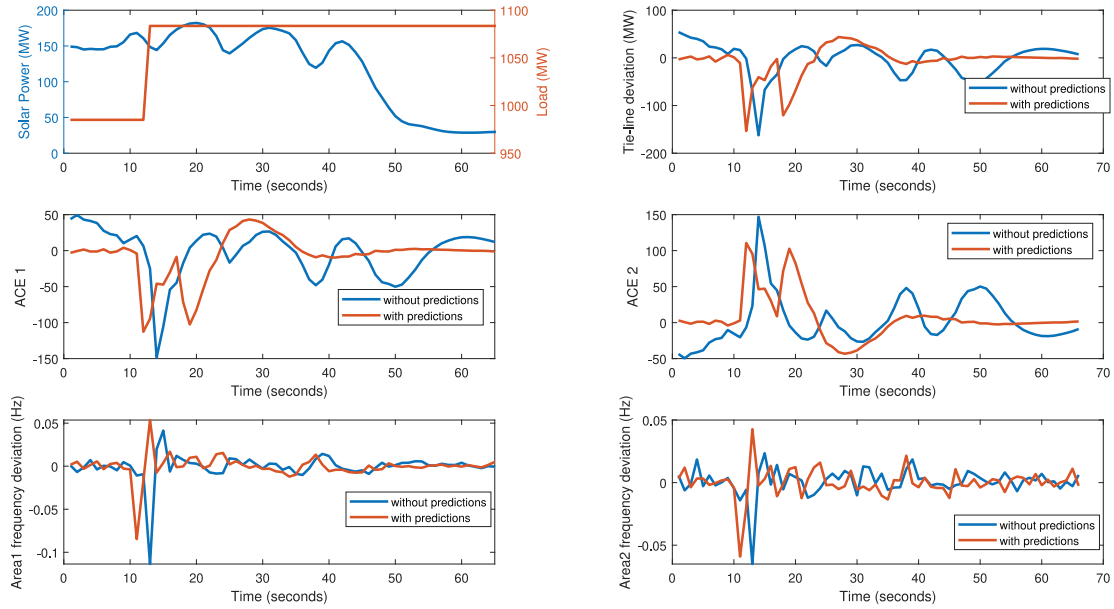 Solar Power (MW)
200
150
100
50
0
1100
1050
1000
950
Load (MW)
0 10 20 30 40 50 60
Time (seconds)
Tie-line deviation (MW)
100
0
-100
-200
without predictions
with predictions
0 10 20 30 40 50 60 70
Time (seconds)
ACE 1
50
0
-50
-100
-150
without predictions
with predictions
0 10 20 30 40 50 60
Time (seconds)
ACE 2
150
100
50
0
-50
without predictions
with predictions
0 10 20 30 40 50 60 70
Time (seconds)
Area1 frequency deviation (Hz)
0.05
0
-0.05
-0.1
without predictions
with predictions
0 10 20 30 40 50 60
Time (seconds)
Area2 frequency deviation (Hz)
0.05
0
-0.05
without predictions
with predictions
0 10 20 30 40 50 60 70
Time (seconds)